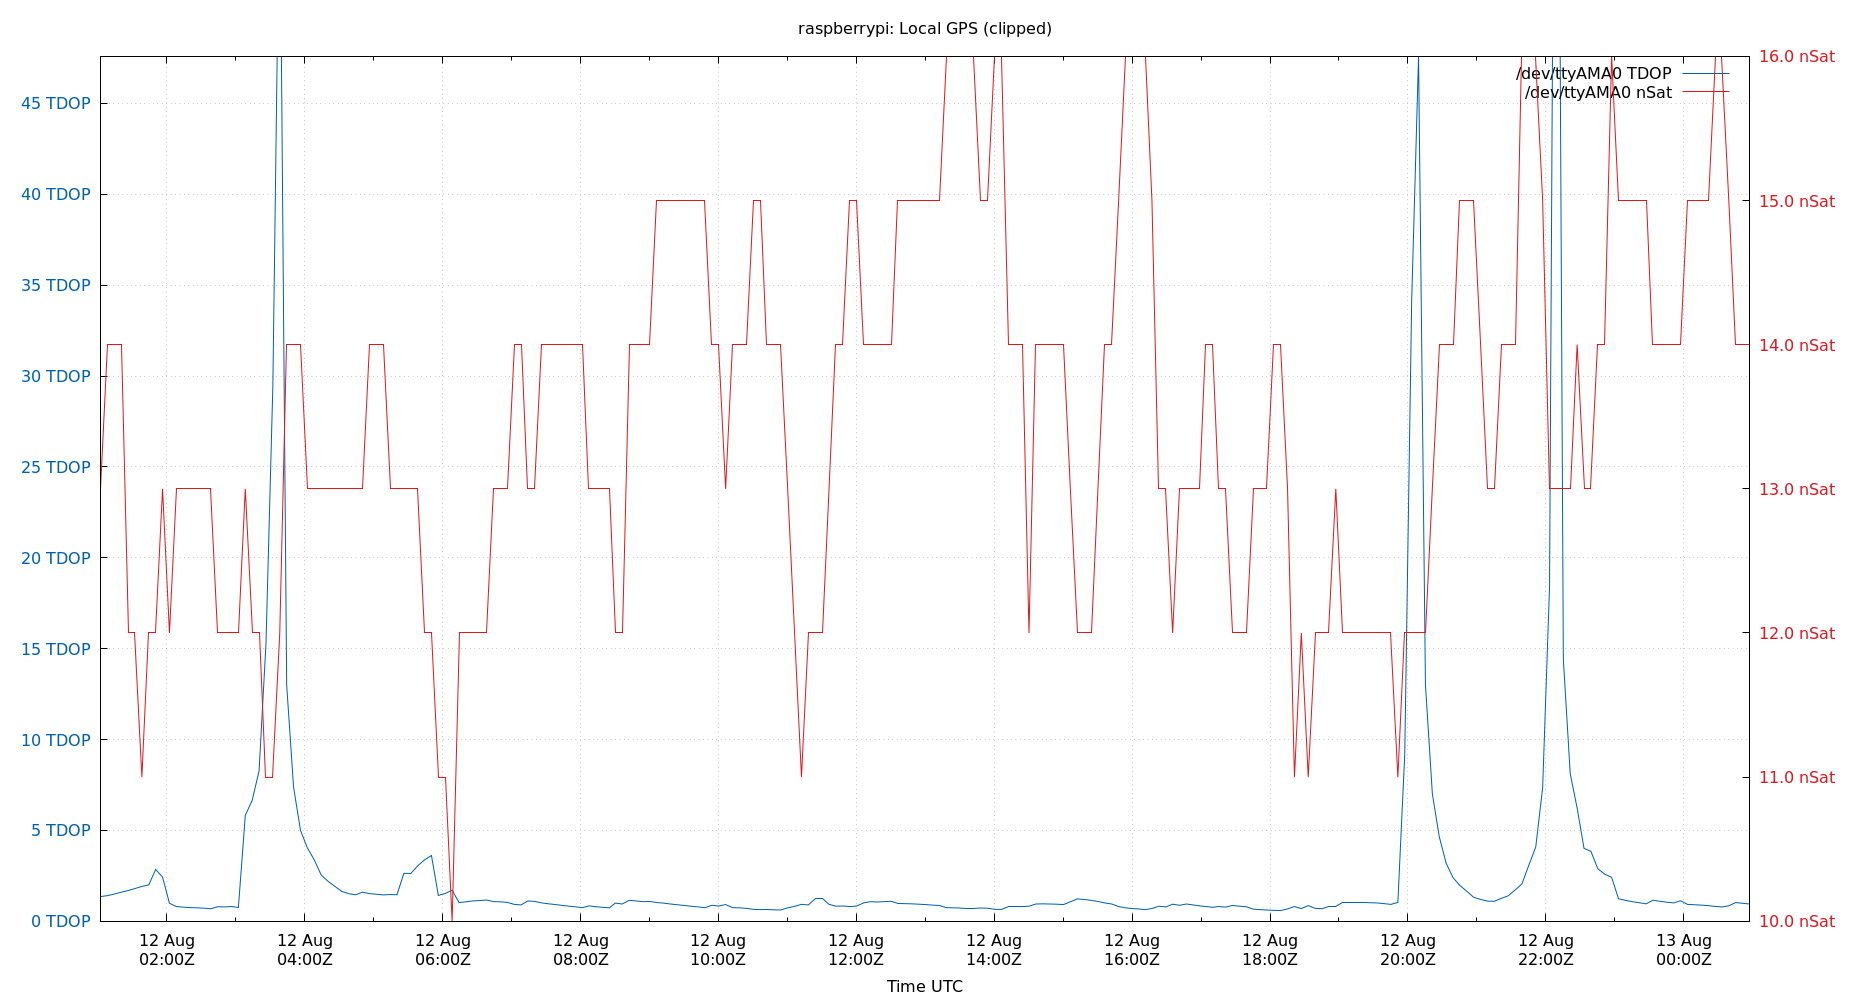 raspberrypi: Local GPS (clipped)
16.0 nSat
/dev/ttyAMA0 TDOP
/dev/ttyAMA0 nSat
45 TDOP
40 TDOP
15.0 nSat
35 TDOP
14.0 nSat
30 TDOP
25 TDOP
13.0 nSat
20 TDOP
12.0 nSat
15 TDOP
11.0 nSat
10 TDOP
5 TDOP
0 TDOP
10.0 nSat
12 Aug 12 Aug 12 Aug 12 Aug 12 Aug 12 Aug 12 Aug 12 Aug 12 Aug 12 Aug 12 Aug 13 Aug
02:00Z 04:00Z 06:00Z 08:00Z 10:00Z 12:00Z 14:00Z 16:00Z 18:00Z 20:00Z 22:00Z 00:00Z
Time UTC